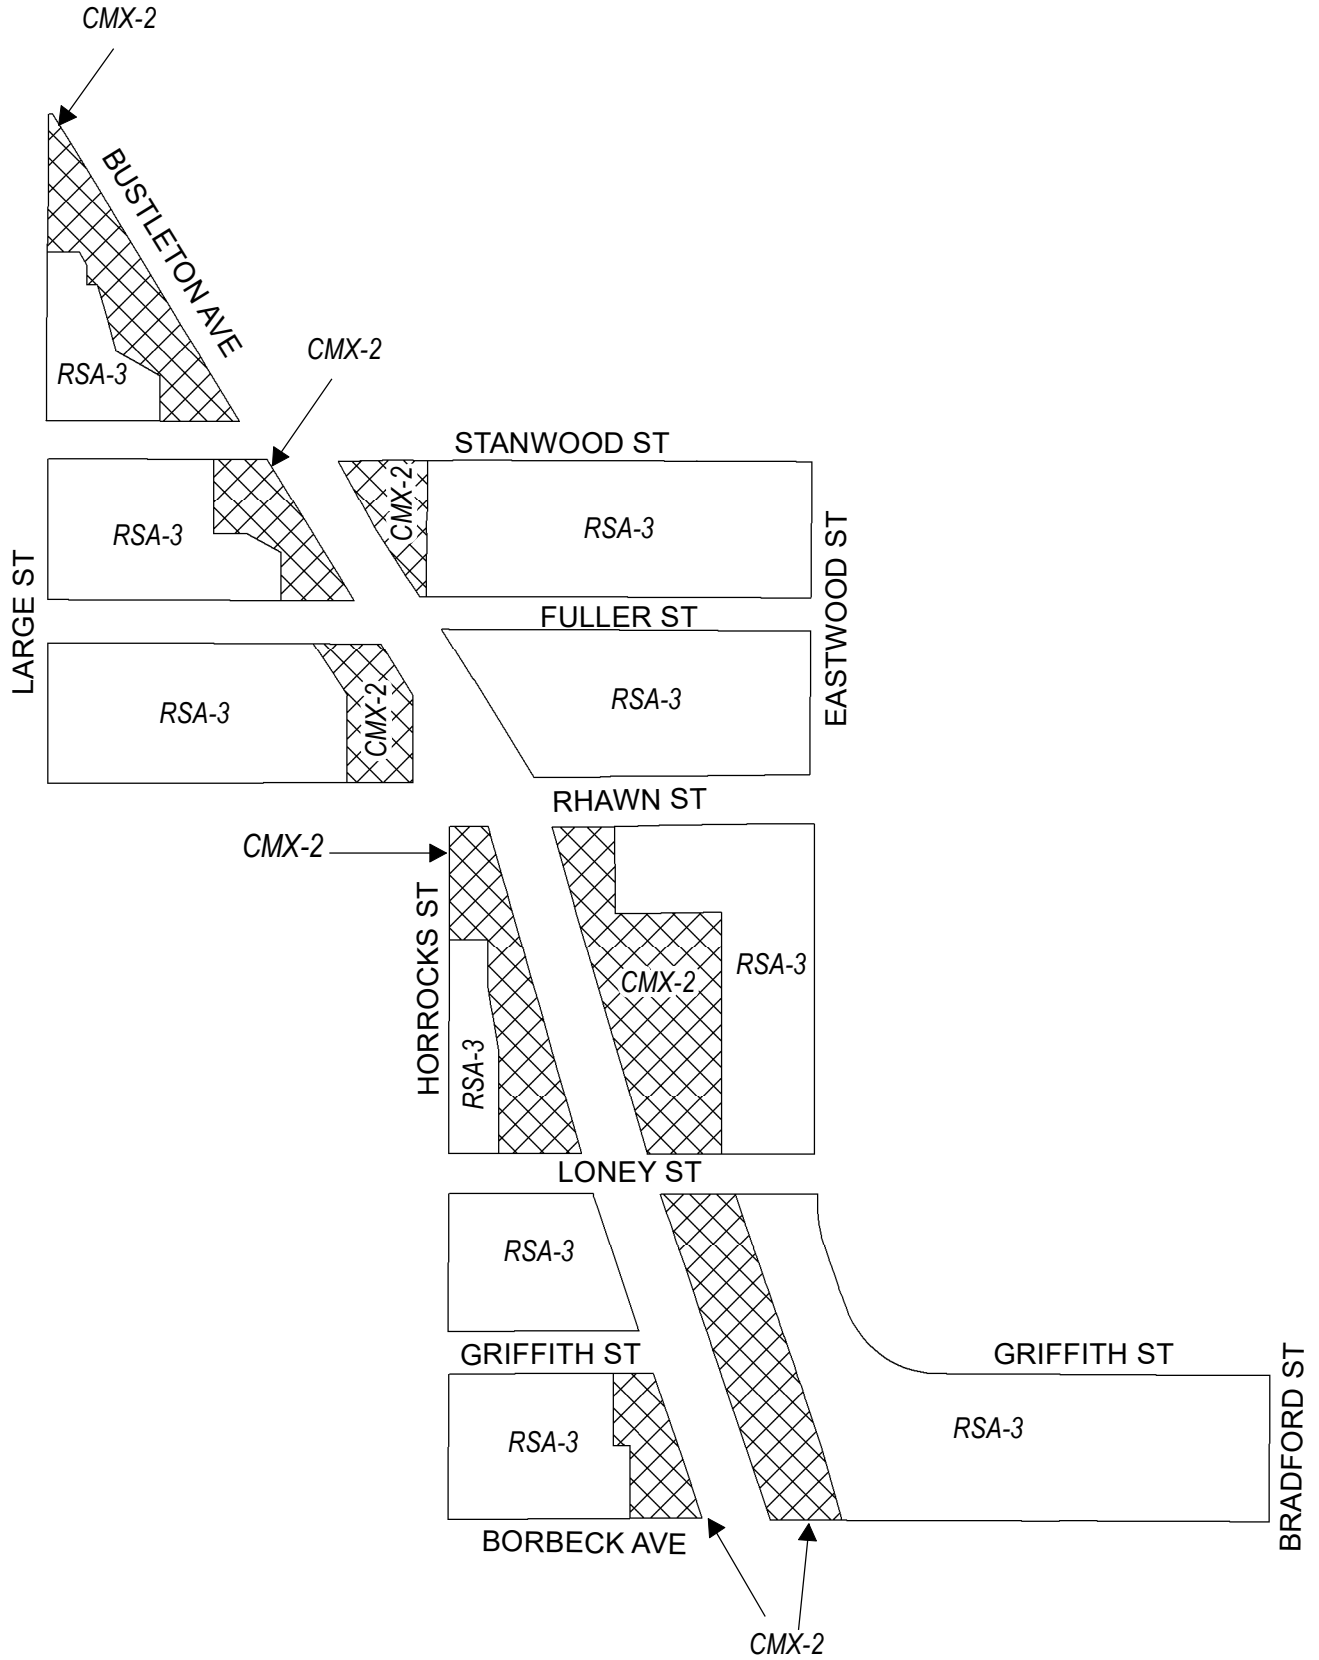 CMX-2
BUSTLETON AVE
RSA-3
CMX-2
STANWOOD ST
CMX-2
RSA-3
RSA-3
LARGE ST
EASTWOOD ST
FULLER ST
RSA-3
CMX-2
RSA-3
RHAWN ST
CMX-2
HORROCKS ST
CMX-2
RSA-3
RSA-3
LONEY ST
RSA-3
GRIFFITH ST
GRIFFITH ST
BRADFORD ST
RSA-3
RSA-3
BORBECK AVE
CMX-2